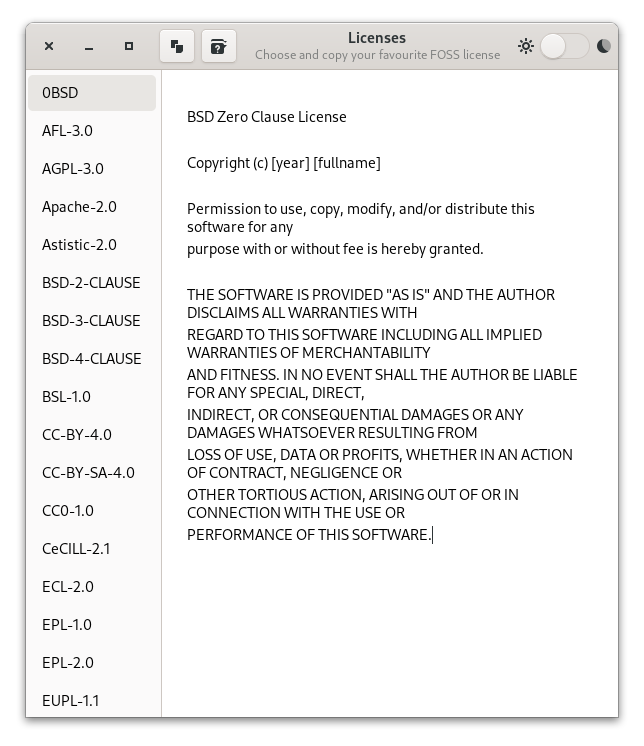 Licenses
Choose and copy your favourite FOSS license
0BSD
AFL-3.0
AGPL-3.0
Apache-2.0
Astistic-2.0
BSD-2-CLAUSE
BSD-3-CLAUSE
BSD-4-CLAUSE
BSL-1.0
CC-BY-4.0
CC-BY-SA-4.0
CC0-1.0
CeCILL-2.1
ECL-2.0
EPL-1.0
EPL-2.0
EUPL-1.1
BSD Zero Clause License
Copyright (c) [year] [fullname]
Permission to use, copy, modify, and/or distribute this
software for any
purpose with or without fee is hereby granted.
THE SOFTWARE IS PROVIDED "AS IS" AND THE AUTHOR
DISCLAIMS ALL WARRANTIES WITH
REGARD TO THIS SOFTWARE INCLUDING ALL IMPLIED
WARRANTIES OF MERCHANTABILITY
AND FITNESS. IN NO EVENT SHALL THE AUTHOR BE LIABLE
FOR ANY SPECIAL, DIRECT,
INDIRECT, OR CONSEQUENTIAL DAMAGES OR ANY
DAMAGES WHATSOEVER RESULTING FROM
LOSS OF USE, DATA OR PROFITS, WHETHER IN AN ACTION
OF CONTRACT, NEGLIGENCE OR
OTHER TORTIOUS ACTION, ARISING OUT OF OR IN
CONNECTION WITH THE USE OR
PERFORMANCE OF THIS SOFTWARE.